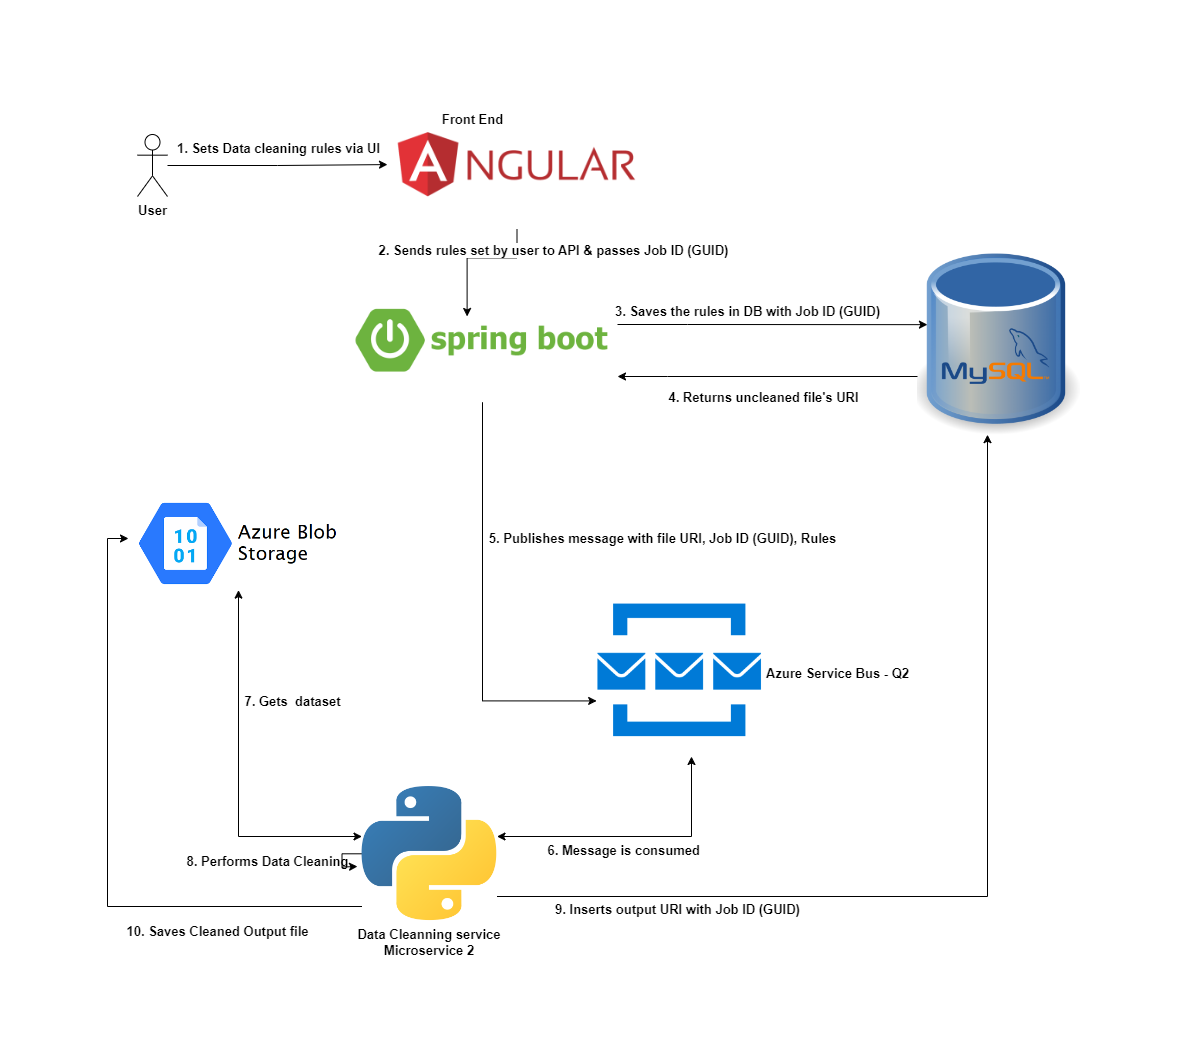 Front End
1. Sets Data cleaning rules via UI
ANGULAR
User
2. Sends rules set by user to API & passes Job ID (GUID)
3. Saves the rules in DB with Job ID (GUID)
spring boot
MySQL
4. Returns uncleaned file's URI
10
01
Azure Blob
Storage
5. Publishes message with file URI, Job ID (GUID), Rules
Azure Service Bus - Q2
7. Gets dataset
6. Message is consumed
8. Performs Data Cleaning
9. Inserts output URI with Job ID (GUID)
10. Saves Cleaned Output file
Data Cleanning service
Microservice 2